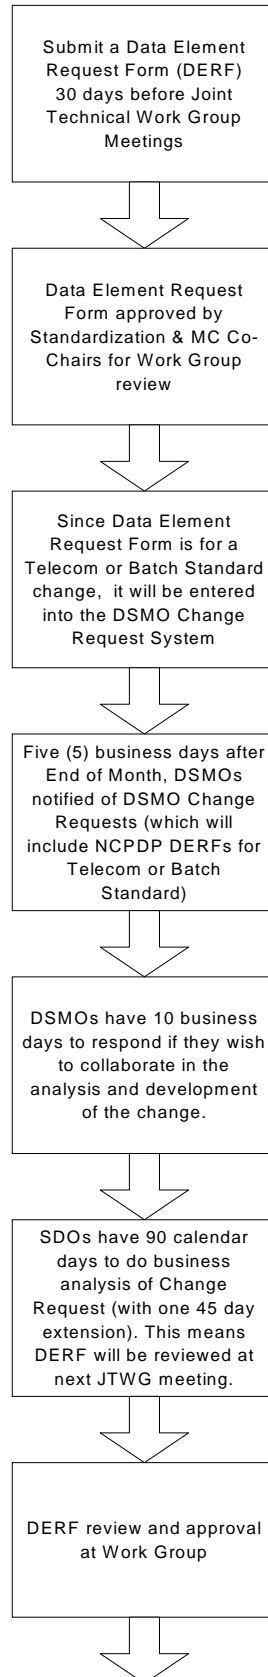 Submit a Data Element
Request Form (DERF)
30 days before Joint
Technical Work Group
Meetings
Data Element Request
Form approved by
Standardization & MC Co-
Chairs for Work Group
review
Since Data Element
Request Form is for a
Telecom or Batch Standard
change, it will be entered
into the DSMO Change
Request System
Five (5) business days after
End of Month, DSMOs
notified of DSMO Change
Requests (which will
include NCPDP DERFs for
Telecom or Batch
Standard)
DSMOs have 10 business
days to respond if they wish
to collaborate in the
analysis and development
of the change.
SDOs have 90 calendar
days to do business
analysis of Change
Request (with one 45 day
extension). This means
DERF will be reviewed at
next JTWG meeting.
DERF review and approval
at Work Group